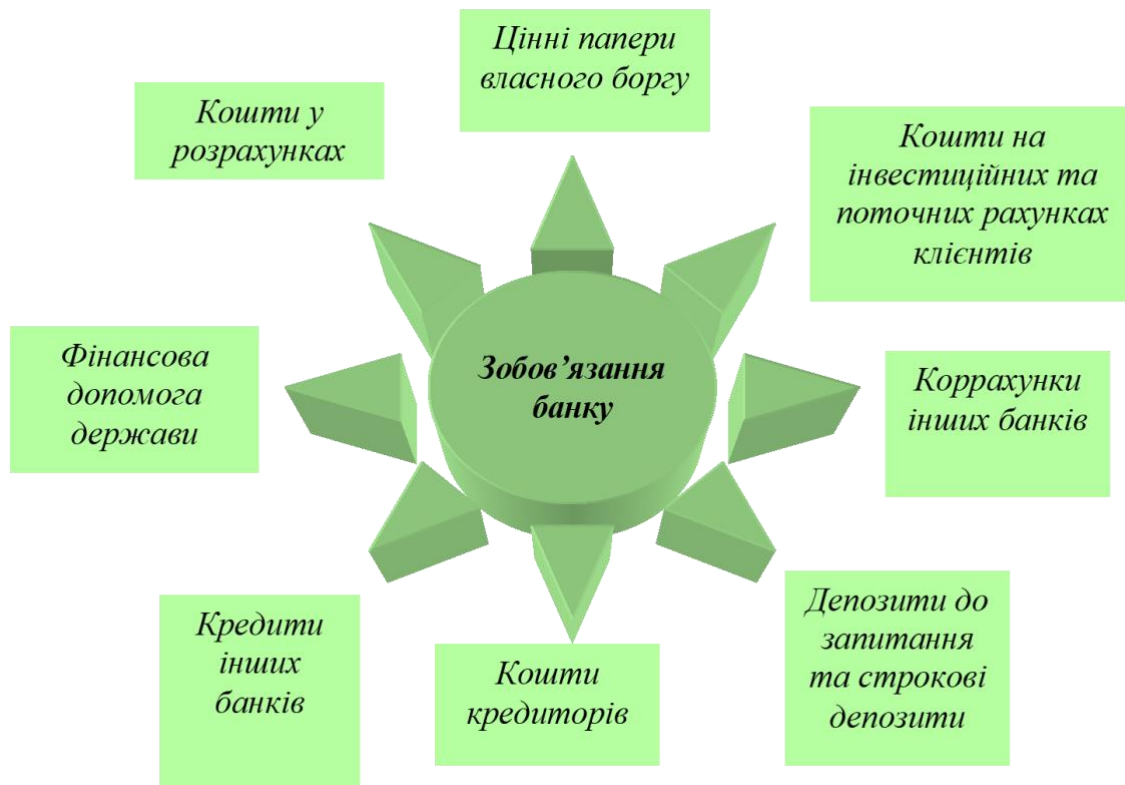 Цінні папери
власного боргу
Кошти у
розрахунках
Кошти на
інвестиційних та
поточних рахунках
клієнтів
Фінансова
допомога
держави
Зобов’язання
банку
Коррахунки
інших банків
Кредити
інших
банків
Кошти
кредиторів
Депозити до
запитання
та строкові
депозити